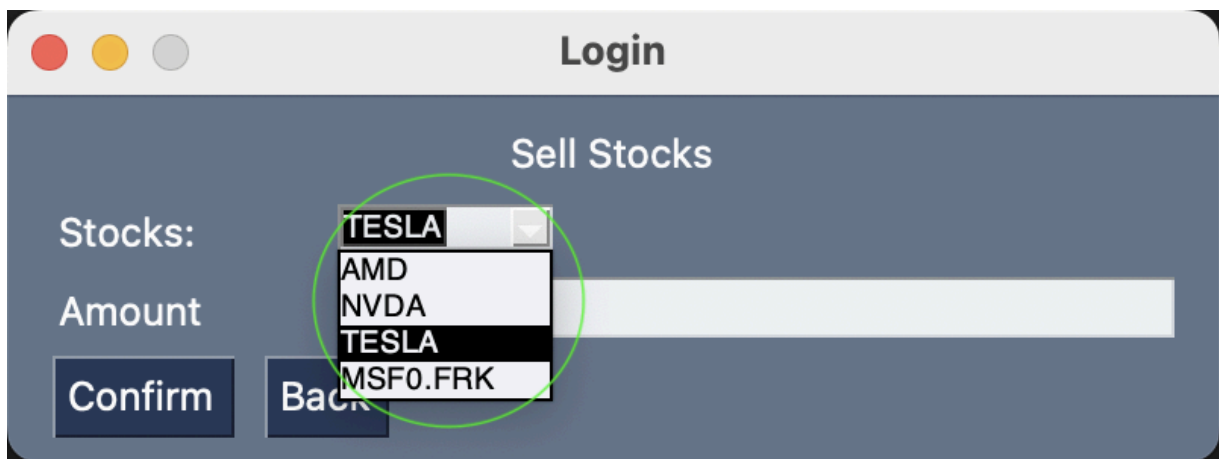 Login
Sell Stocks
Stocks: TESLA
AMD
Amount NVDA
TESLA
Confirm Back MSF0.FRK